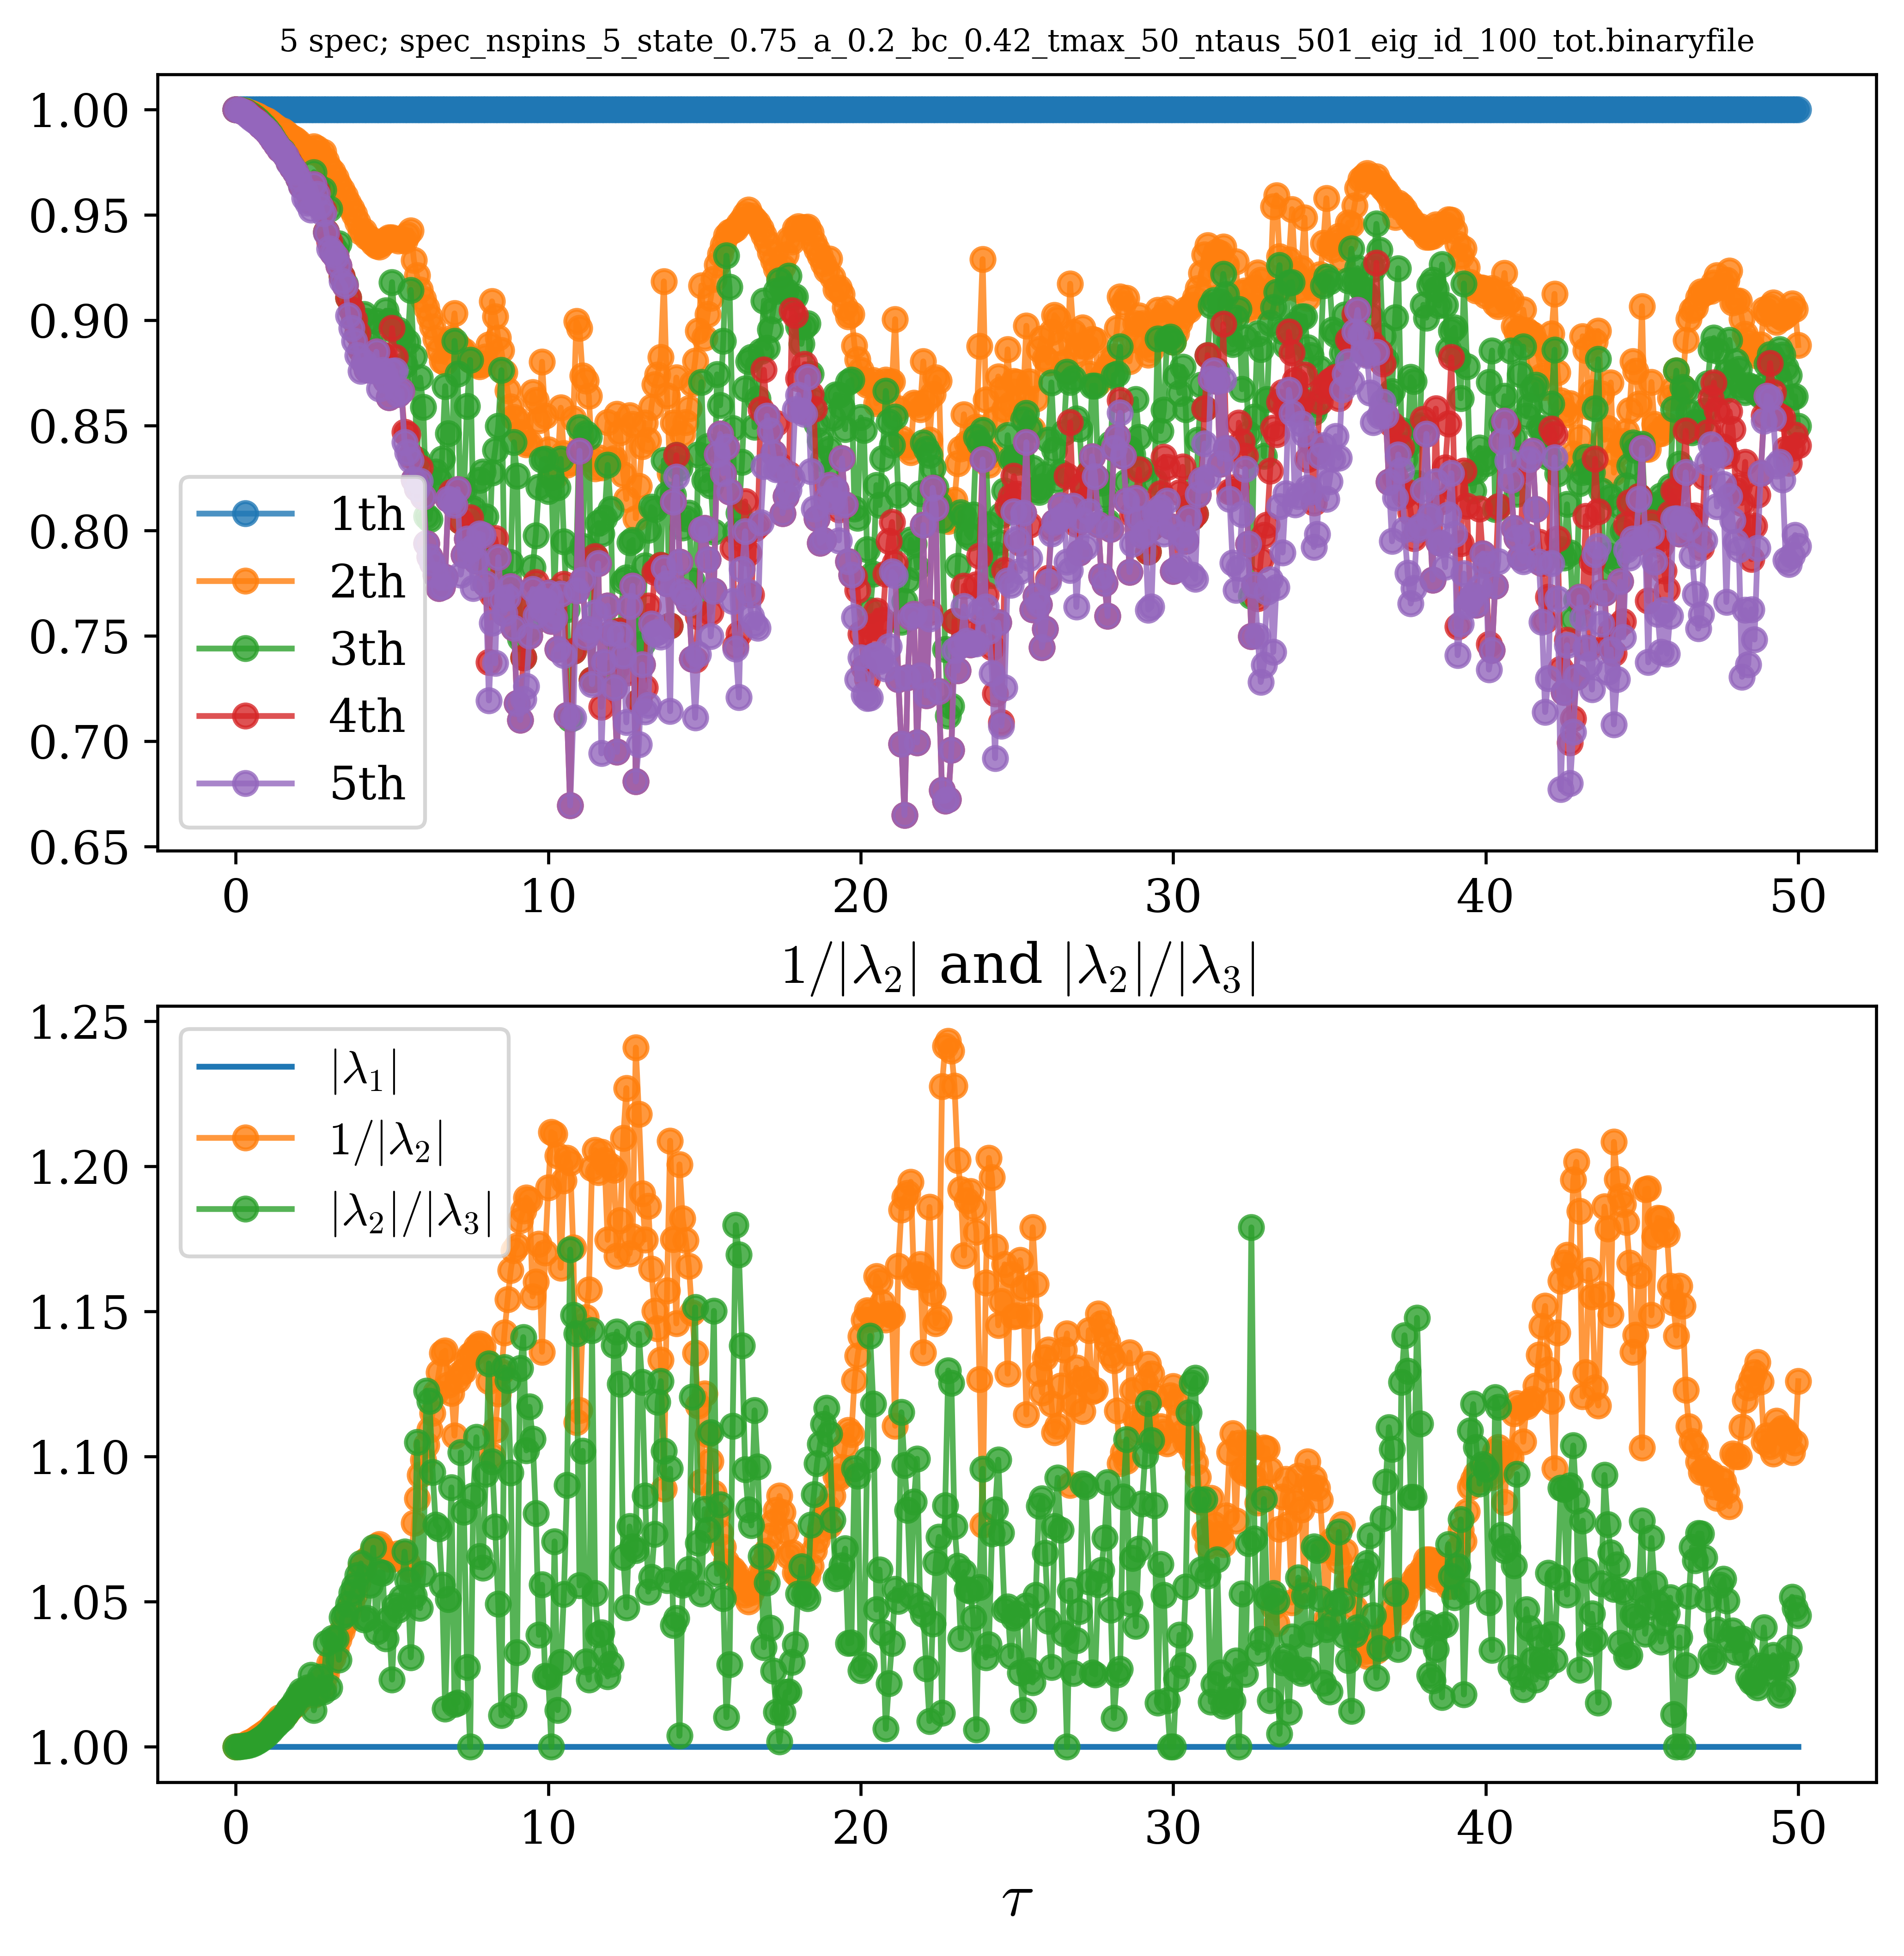 5 spec; spec_nspins_5_state_0.75_a_0.2_bc_0.42_tmax_50_ntaus_501_eig_id_100_tot.binaryfile
1.00
0.95
0.90
0.85
0.80
0.75
0.70
0.65
1th
2th
3th
4th
5th
0 10 20 30 40 50
1/|λ₂| and |λ₂|/|λ₃|
1.25
1.20
1.15
1.10
1.05
1.00
|λ₁|
1/|λ₂|
|λ₂|/|λ₃|
0 10 20 30 40 50
τ